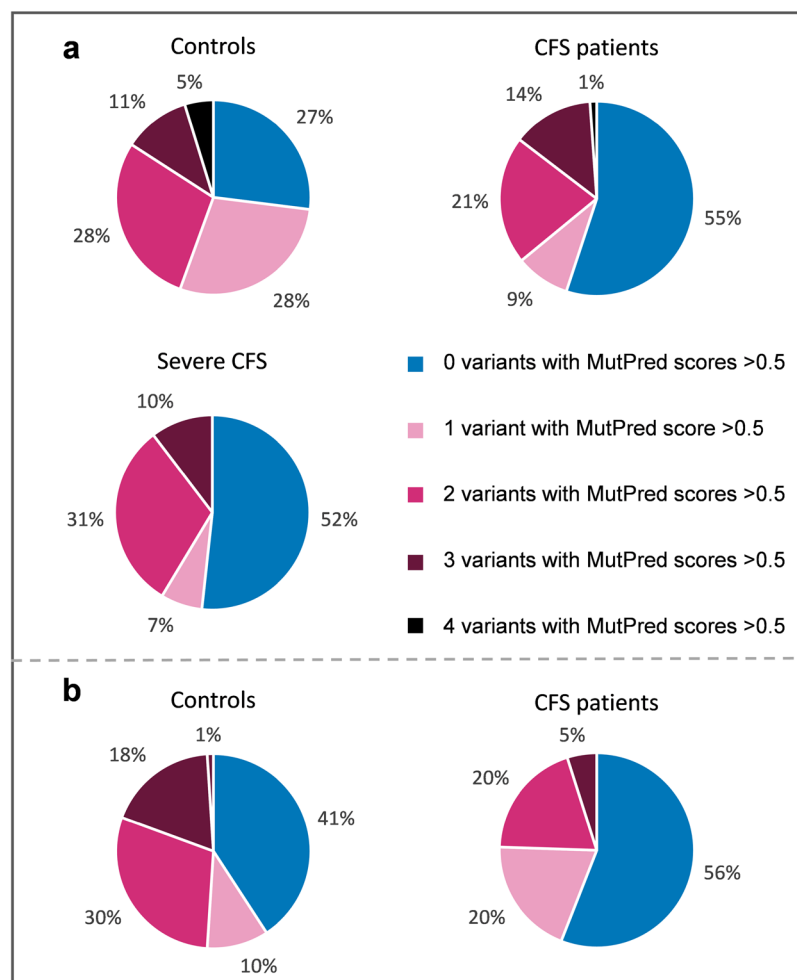 a
Controls
CFS patients
5%
11%
27%
28%
28%
1%
14%
21%
55%
9%
Severe CFS
10%
31%
52%
7%
0 variants with MutPred scores >0.5
1 variant with MutPred score >0.5
2 variants with MutPred scores >0.5
3 variants with MutPred scores >0.5
4 variants with MutPred scores >0.5
b
Controls
CFS patients
1%
18%
41%
30%
10%
5%
20%
56%
20%